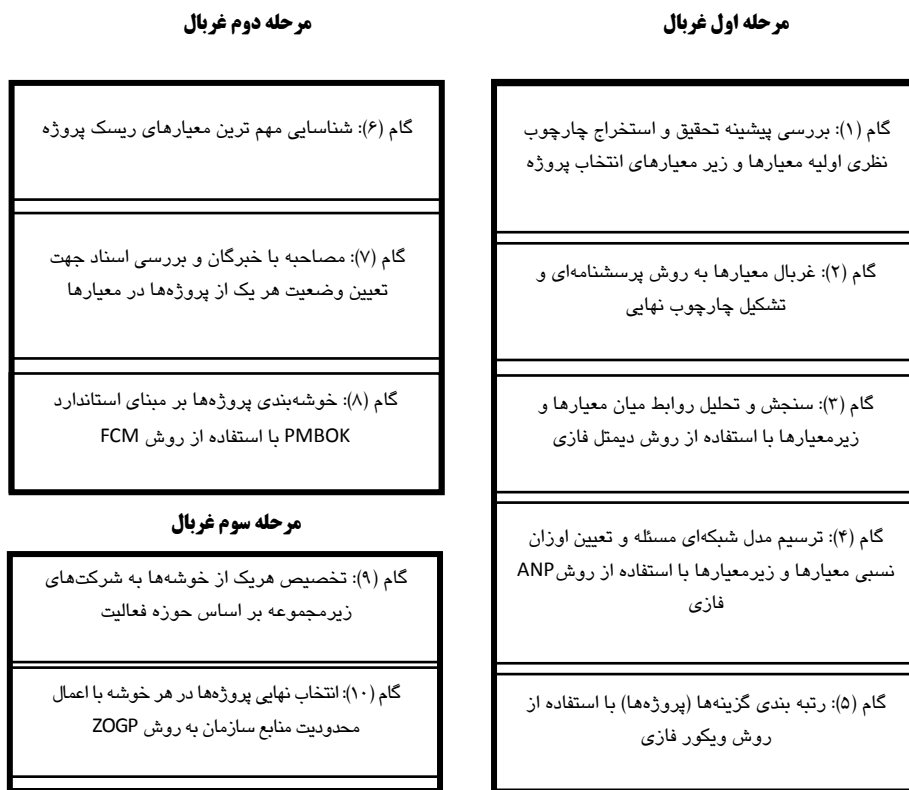 مرحله اول غربال
گام (۱): بررسی پیشینه تحقیق و استخراج چارچوب
نظری اولیه معیارها و زیر معیارهای انتخاب پروژه
گام (۲): غربال معیارها به روش پرسشنامه‌ای و
تشکیل چارچوب نهایی
گام (۳): سنجش و تحلیل روابط میان معیارها و
زیرمعیارها با استفاده از روش دیمتل فازی
گام (۴): ترسیم مدل شبکه‌ای مسئله و تعیین اوزان
نسبی معیارها و زیرمعیارها با استفاده از روش ANP
فازی
گام (۵): رتبه بندی گزینه‌ها (پروژه‌ها) با استفاده از
روش ویکور فازی
مرحله دوم غربال
گام (۶): شناسایی مهم ترین معیارهای ریسک پروژه
گام (۷): مصاحبه با خبرگان و بررسی اسناد جهت
تعیین وضعیت هر یک از پروژه‌ها در معیارها
گام (۸): خوشه‌بندی پروژه‌ها بر مبنای استاندارد
PMBOK با استفاده از روش FCM
مرحله سوم غربال
گام (۹): تخصیص هریک از خوشه‌ها به شرکت‌های
زیرمجموعه بر اساس حوزه فعالیت
گام (۱۰): انتخاب نهایی پروژه‌ها در هر خوشه با اعمال
محدودیت منابع سازمان به روش ZOGP